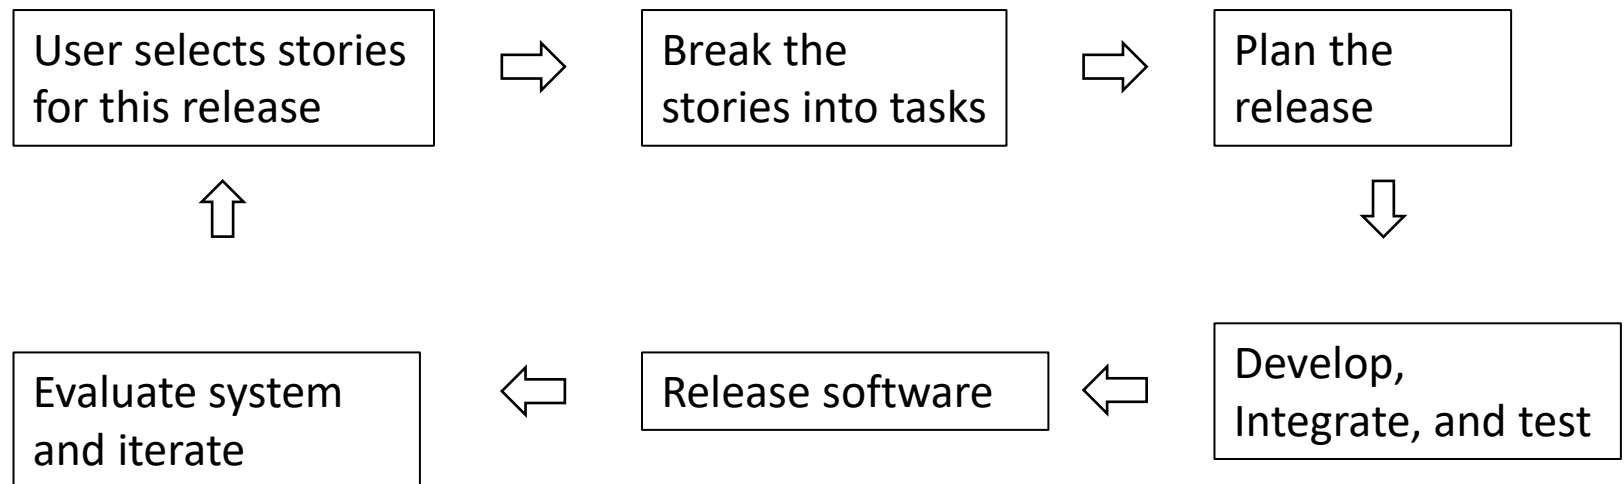 User selects stories
for this release
Break the
stories into tasks
Plan the
release
Develop,
Integrate, and test
Release software
Evaluate system
and iterate